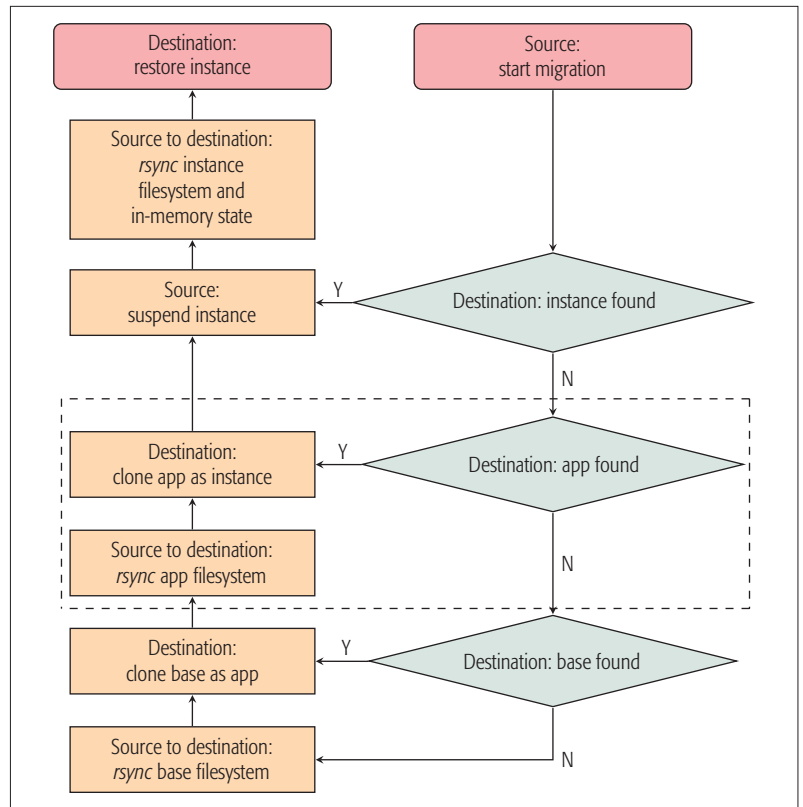 Destination:
restore instance
Source:
start migration
Source to destination:
rsync instance
filesystem and
in-memory state
Source:
suspend instance
Y
Destination: instance found
N
Destination:
clone app as instance
Y
Destination: app found
Source to destination:
rsync app filesystem
N
Destination:
clone base as app
Y
Destination: base found
Source to destination:
rsync base filesystem
N